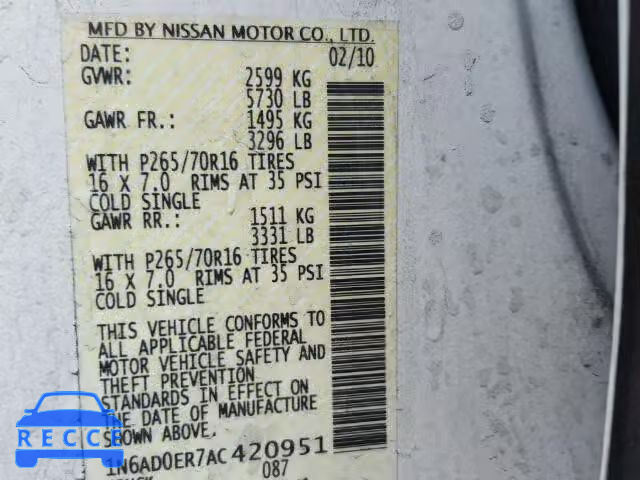 MFD BY NISSAN MOTOR CO., LTD.
DATE: 02/10
GVWR: 2599 KG
5730 LB
GAWR FR.: 1495 KG
3296 LB
WITH P265/70R16 TIRES
16 X 7.0 RIMS AT 35 PSI
COLD SINGLE
GAWR RR.: 1511 KG
3331 LB
WITH P265/70R16 TIRES
16 X 7.0 RIMS AT 35 PSI
COLD SINGLE
THIS VEHICLE CONFORMS TO
ALL APPLICABLE FEDERAL
MOTOR VEHICLE SAFETY AND
THEFT PREVENTION
STANDARDS IN EFFECT ON
THE DATE OF MANUFACTURE
SHOWN ABOVE.
1N6AD0ER7AC420951
087
RECCE